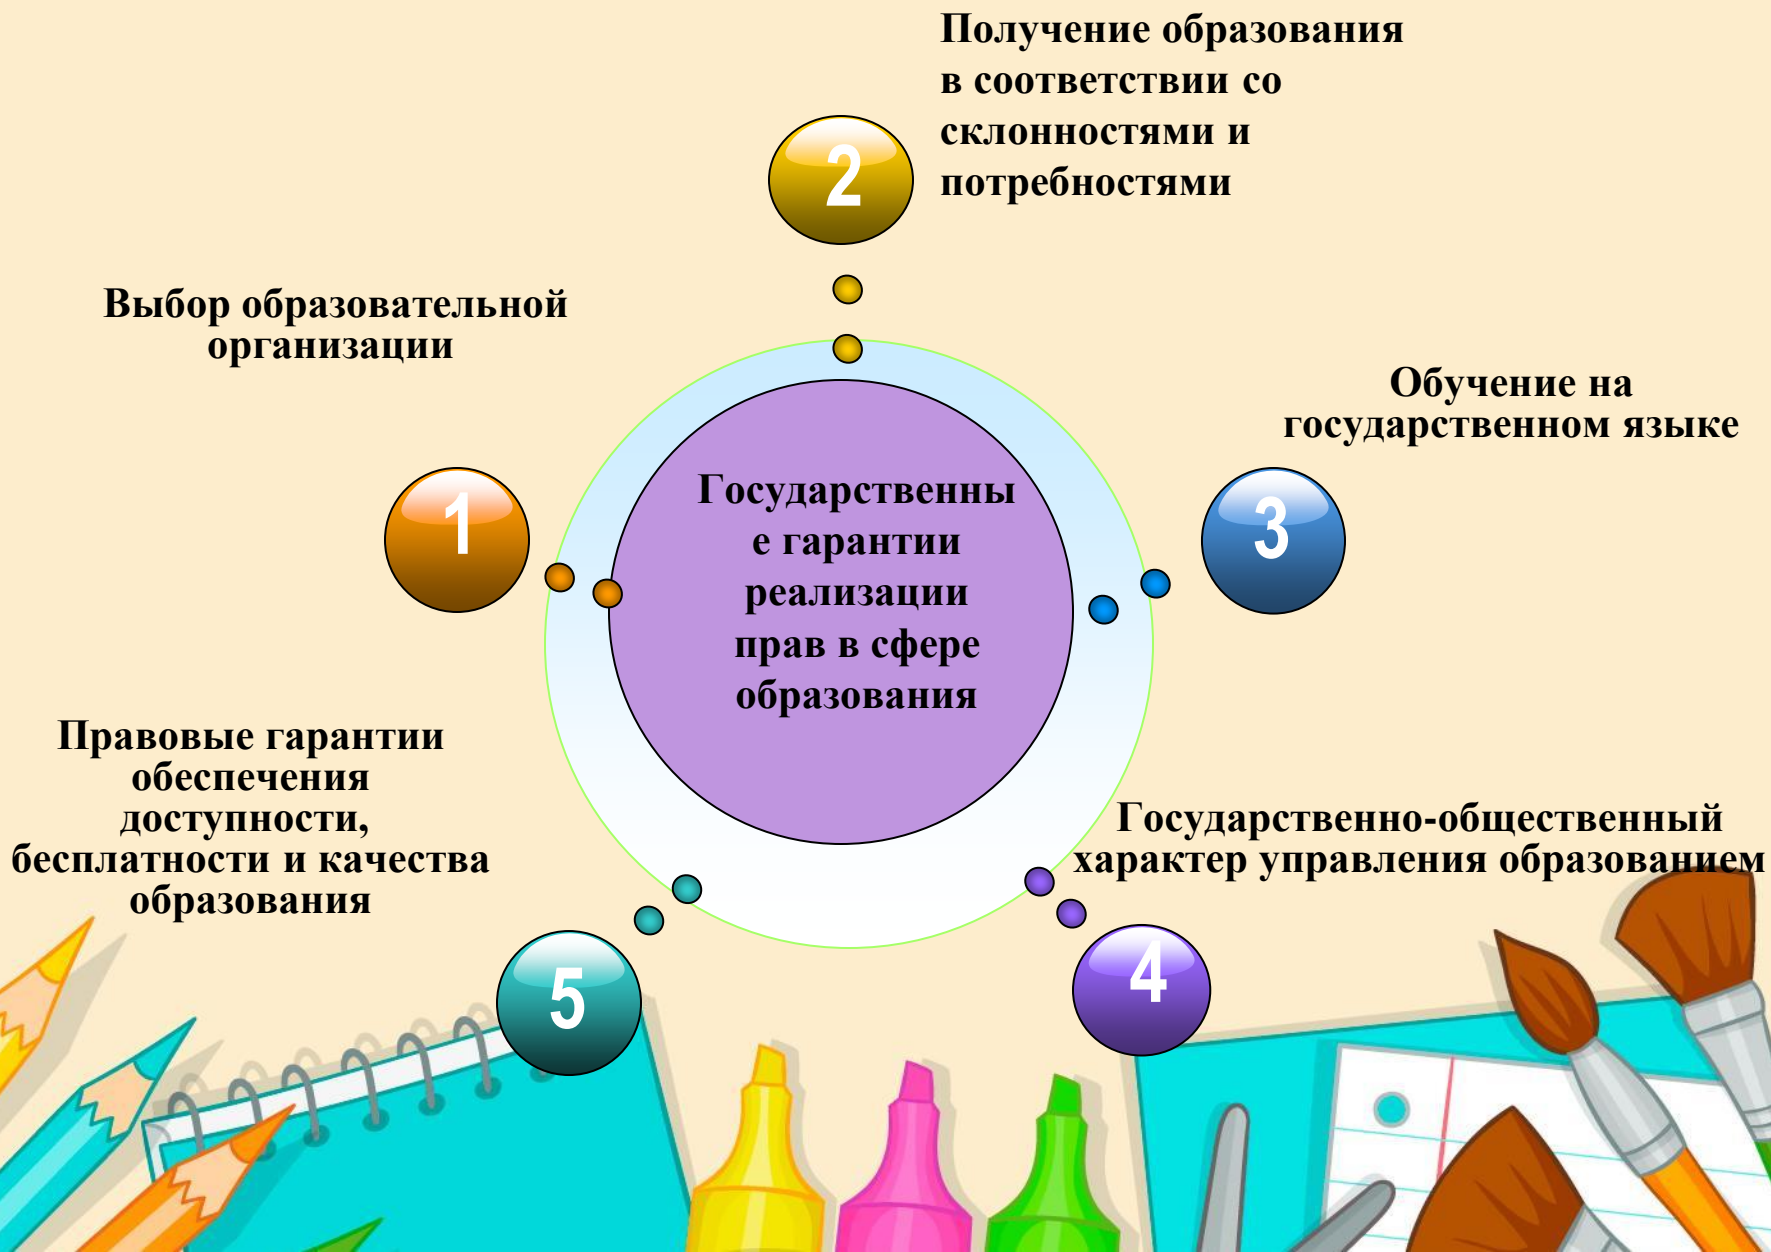 Получение образования
в соответствии со
склонностями и
потребностями
2
Выбор образовательной
организации
1
Обучение на
государственном языке
3
Государственны
е гарантии
реализации
прав в сфере
образования
Правовые гарантии
обеспечения
доступности,
бесплатности и качества
образования
5
Государственно-общественный
характер управления образованием
4